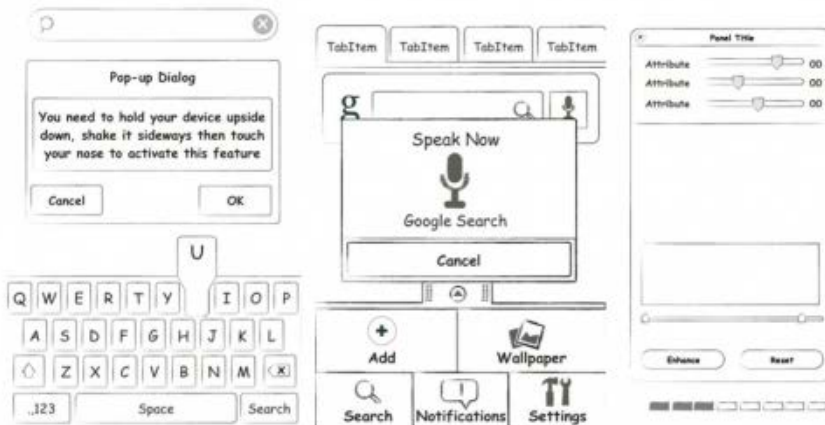 Pop-up Dialog
You need to hold your device upside
down, shake it sideways then touch
your nose to activate this feature
Cancel OK
U
Q W E R T Y I O P
A S D F G H J K L
Z X C V B N M
.,123 Space Search
TabItem TabItem TabItem TabItem
g
Speak Now
Google Search
Cancel
Add Wallpaper
Search Notifications Settings
Panel Title
Attribute 00
Attribute 00
Attribute 00
Enhance Reset